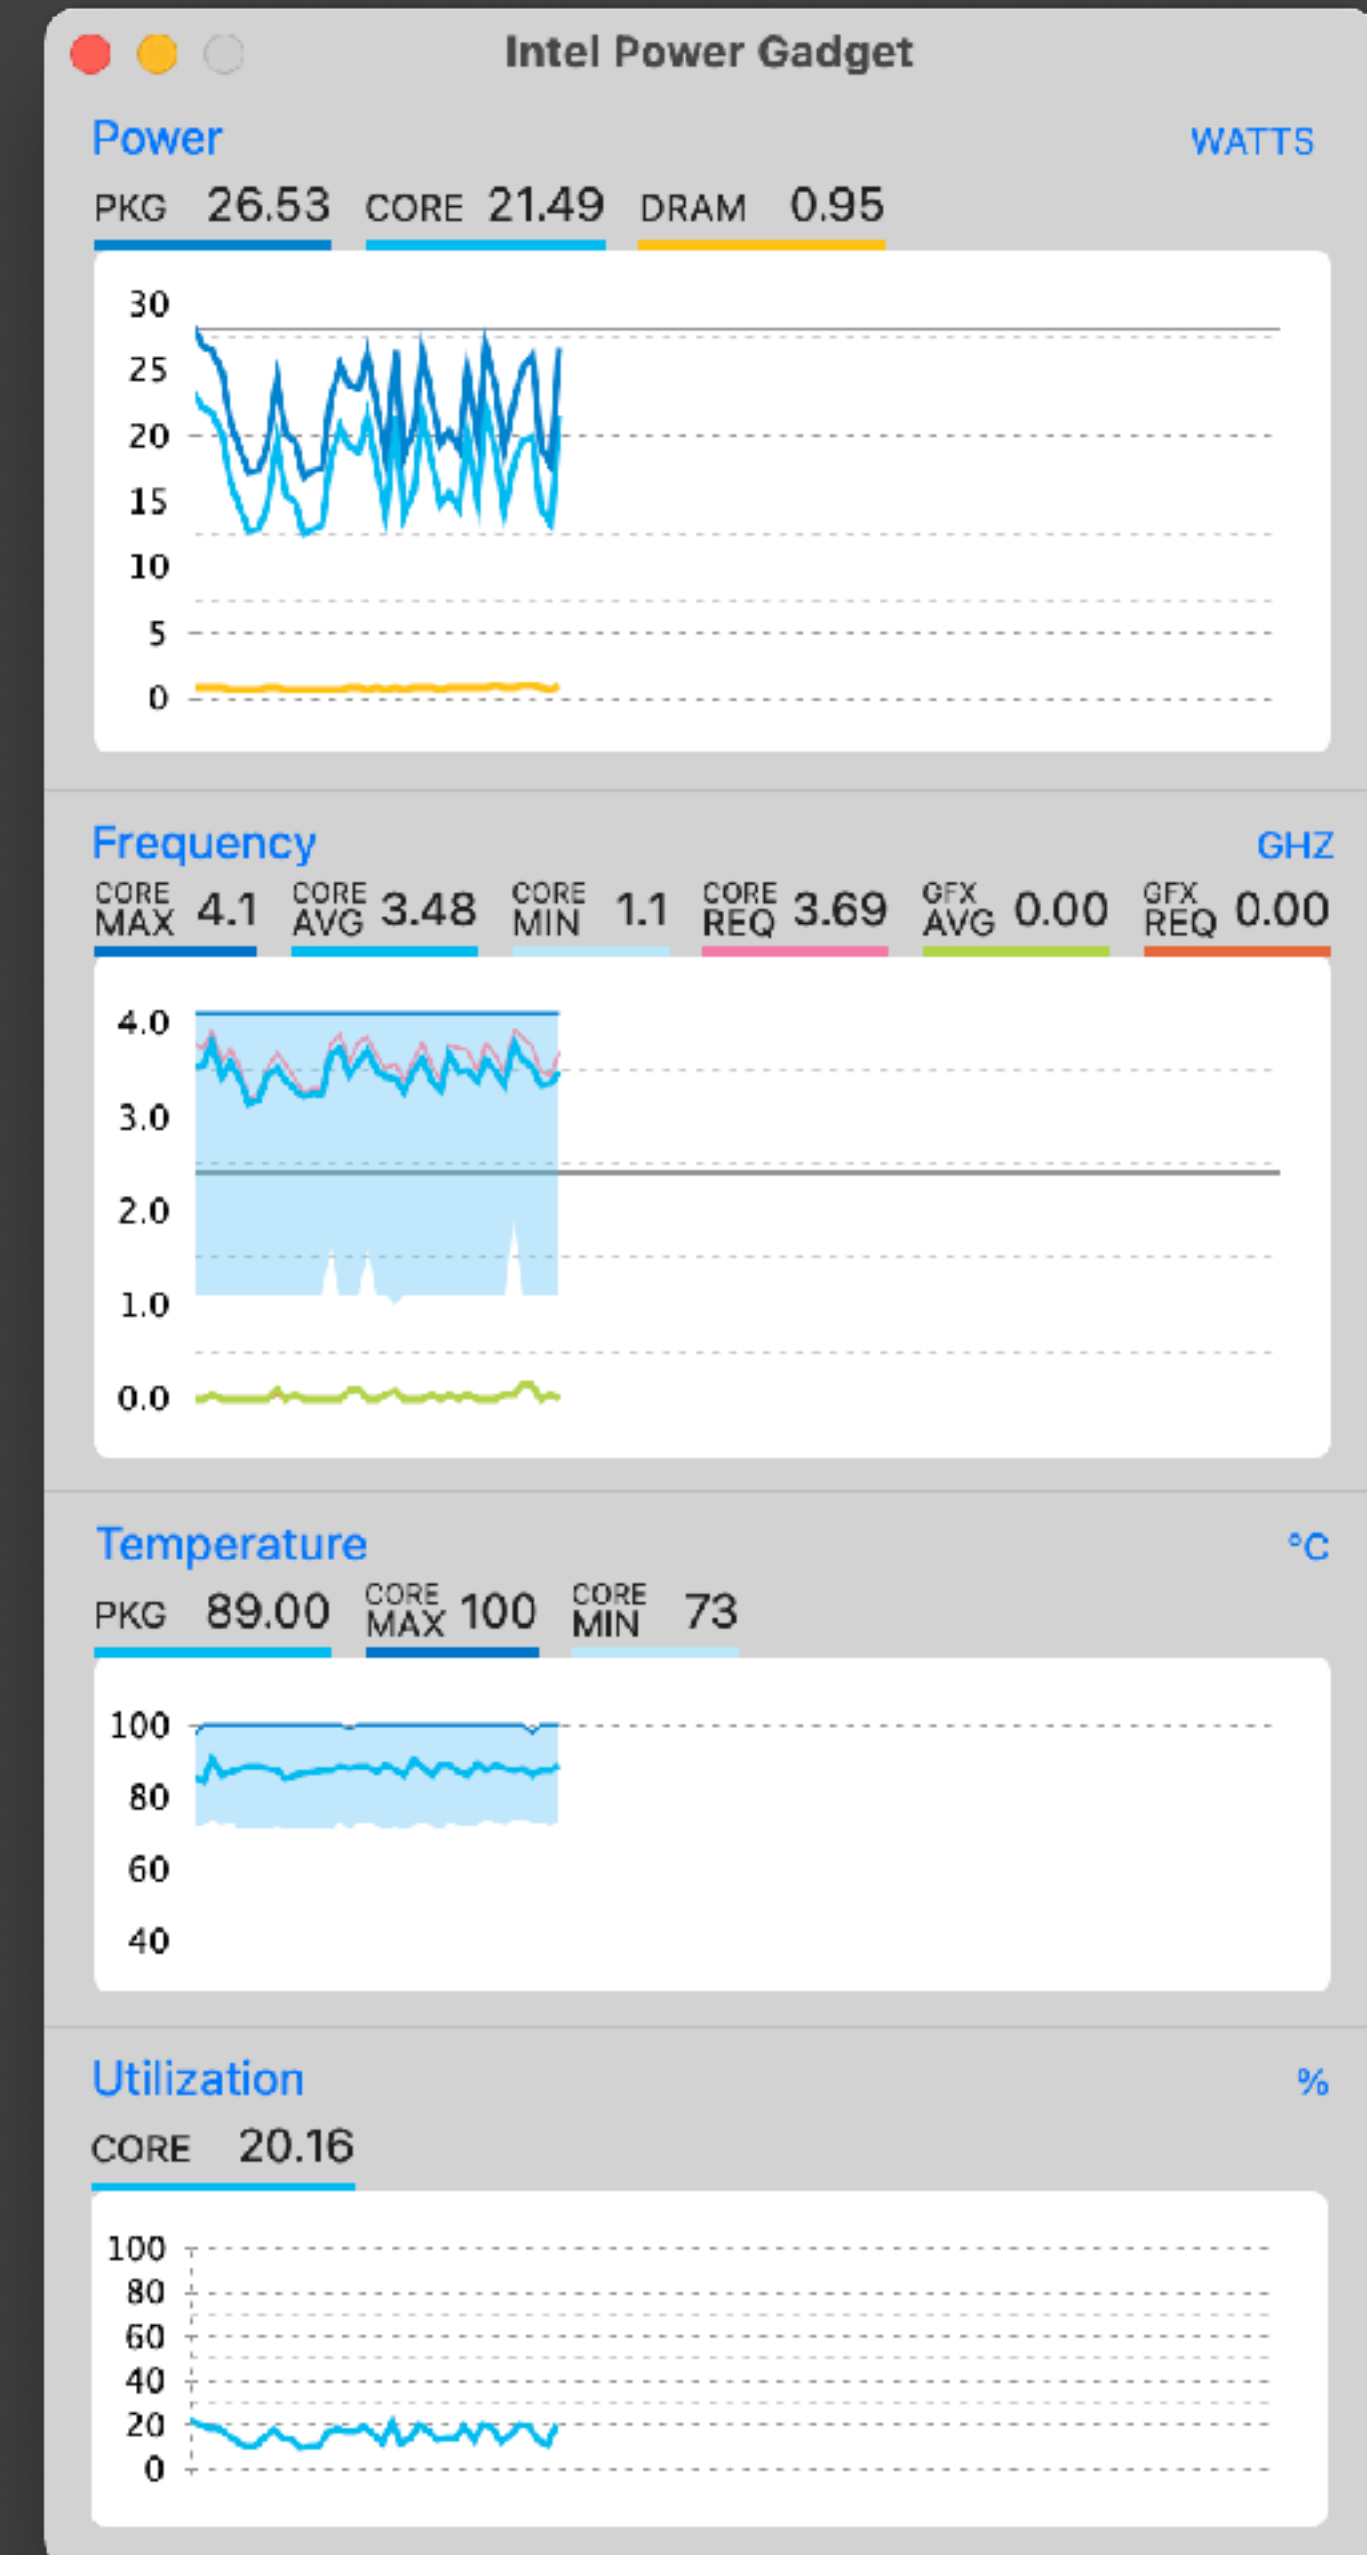 Intel Power Gadget
Power WATTS
PKG 26.53 CORE 21.49 DRAM 0.95
30
25
20
15
10
5
0
Frequency GHZ
CORE MAX 4.1 CORE AVG 3.48 CORE MIN 1.1 CORE REQ 3.69 GFX AVG 0.00 GFX REQ 0.00
4.0
3.0
2.0
1.0
0.0
Temperature °C
PKG 89.00 CORE MAX 100 CORE MIN 73
100
80
60
40
Utilization %
CORE 20.16
100
80
60
40
20
0